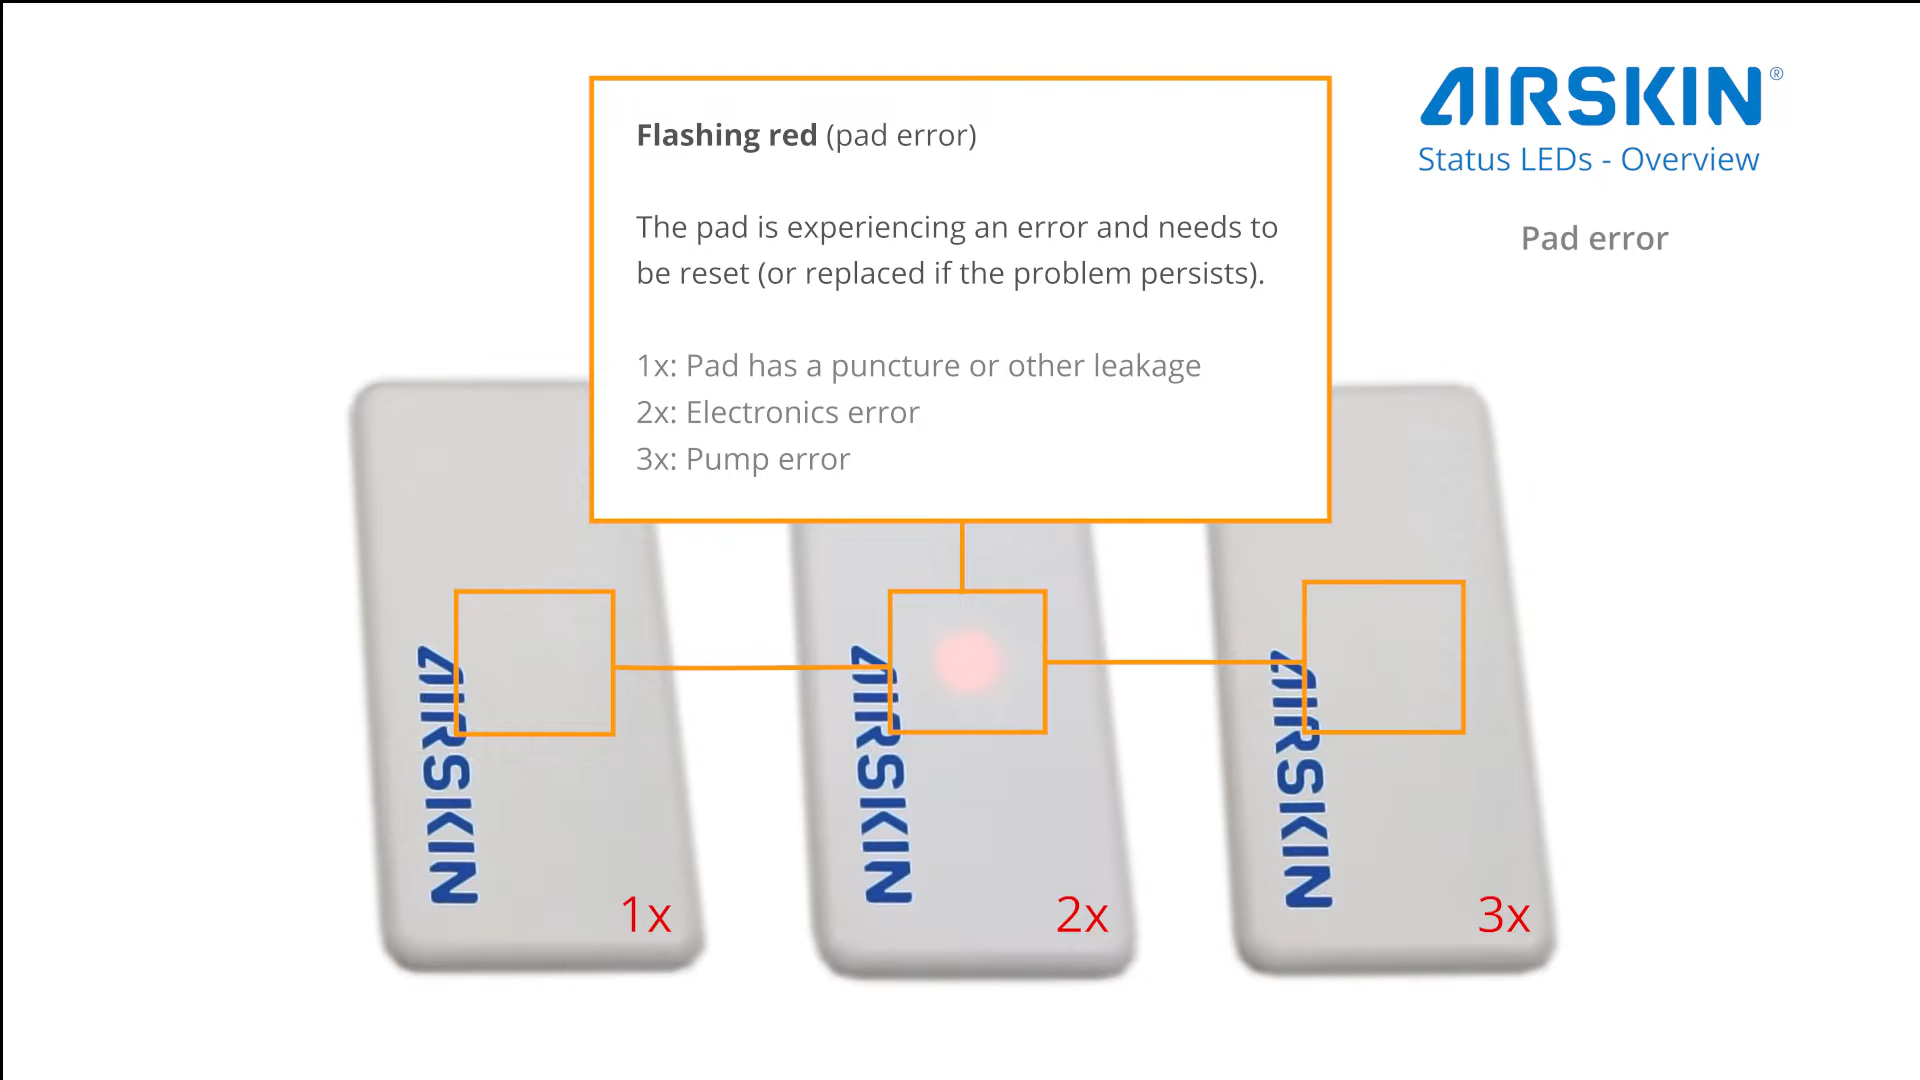 AIRSKIN®
Status LEDs - Overview
Pad error
Flashing red (pad error)
The pad is experiencing an error and needs to
be reset (or replaced if the problem persists).
1x: Pad has a puncture or other leakage
2x: Electronics error
3x: Pump error
AIRSKIN
1x
AIRSKIN
2x
AIRSKIN
3x